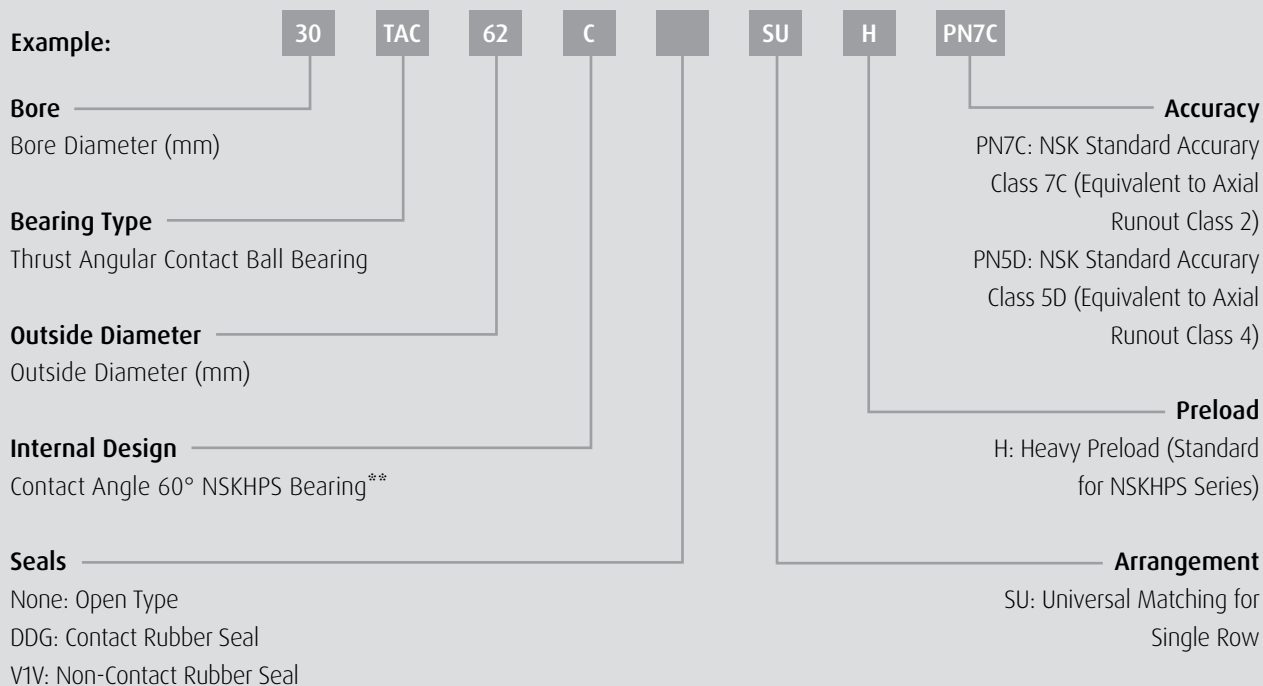 Example: 30 TAC 62 C SU H PN7C
Bore
Bore Diameter (mm)
Bearing Type
Thrust Angular Contact Ball Bearing
Outside Diameter
Outside Diameter (mm)
Internal Design
Contact Angle 60° NSKHPS Bearing**
Seals
None: Open Type
DDG: Contact Rubber Seal
V1V: Non-Contact Rubber Seal
Accuracy
PN7C: NSK Standard Accurary
Class 7C (Equivalent to Axial
Runout Class 2)
PN5D: NSK Standard Accurary
Class 5D (Equivalent to Axial
Runout Class 4)
Preload
H: Heavy Preload (Standard
for NSKHPS Series)
Arrangement
SU: Universal Matching for
Single Row